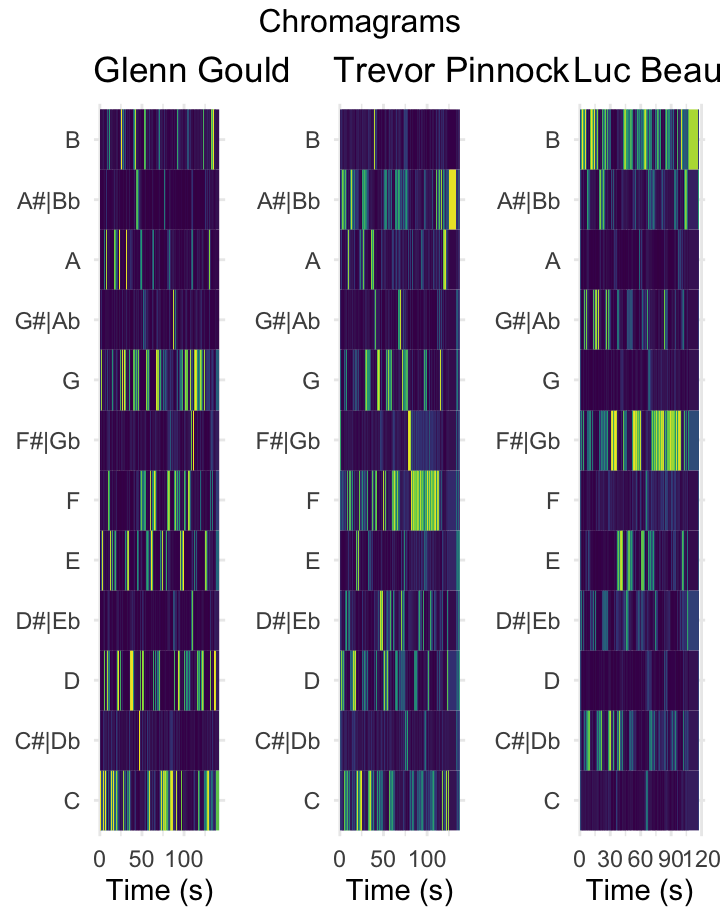 Chromagrams
Glenn Gould
B
A#|Bb
A
G#|Ab
G
F#|Gb
F
E
D#|Eb
D
C#|Db
C
0 50 100
Time (s)
Trevor Pinnock
B
A#|Bb
A
G#|Ab
G
F#|Gb
F
E
D#|Eb
D
C#|Db
C
0 50 100
Time (s)
Luc Beau
B
A#|Bb
A
G#|Ab
G
F#|Gb
F
E
D#|Eb
D
C#|Db
C
0 30 60 90 120
Time (s)